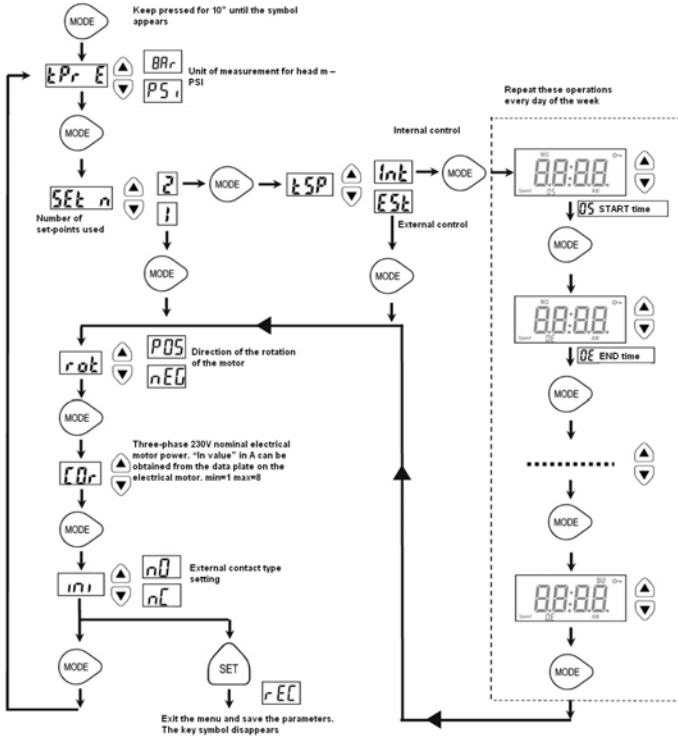 MODE
Keep pressed for 10" until the symbol
appears
tPr E
BAr
PSi
Unit of measurement for head m –
PSI
MODE
SEt n
Number of
set-points used
2
1
MODE
tSP
Int
ESt
Internal control
External control
MODE
MODE
MODE
Repeat these operations
every day of the week
MO
88:88
Speed OS AM
OS START time
MODE
MO
88:88
Speed OE AM
OE END time
MODE
MODE
SU
88:88
Speed OE AM
MODE
rot
POS
nEG
Direction of the rotation
of the motor
MODE
COr
Three-phase 230V nominal electrical
motor power. "In value" in A can be
obtained from the data plate on the
electrical motor. min=1 max=8
MODE
ini
nO
nC
External contact type
setting
MODE
SET
rEC
Exit the menu and save the parameters.
The key symbol disappears